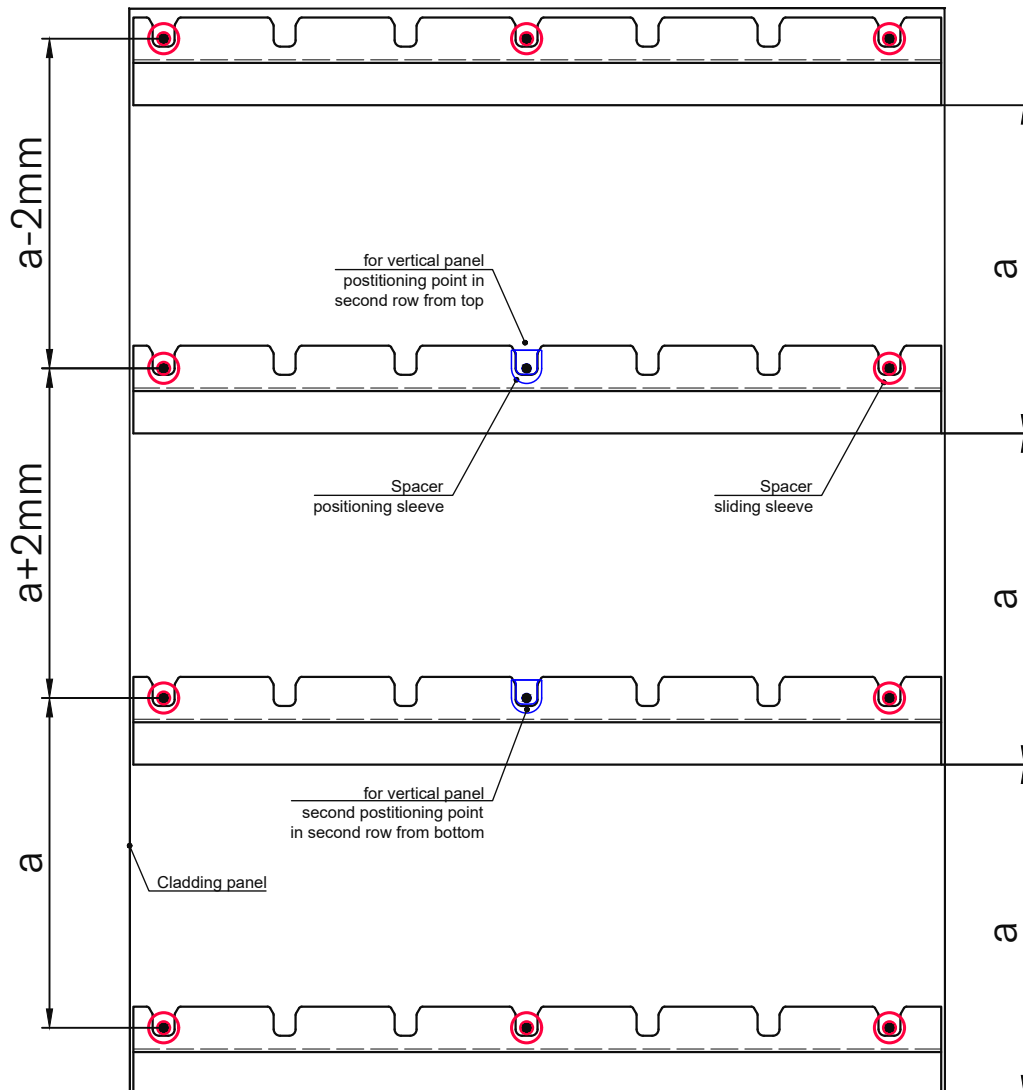 a-2mm
a
for vertical panel
postitioning point in
second row from top
Spacer
positioning sleeve
Spacer
sliding sleeve
a+2mm
a
for vertical panel
second postitioning point
in second row from bottom
a
Cladding panel
a